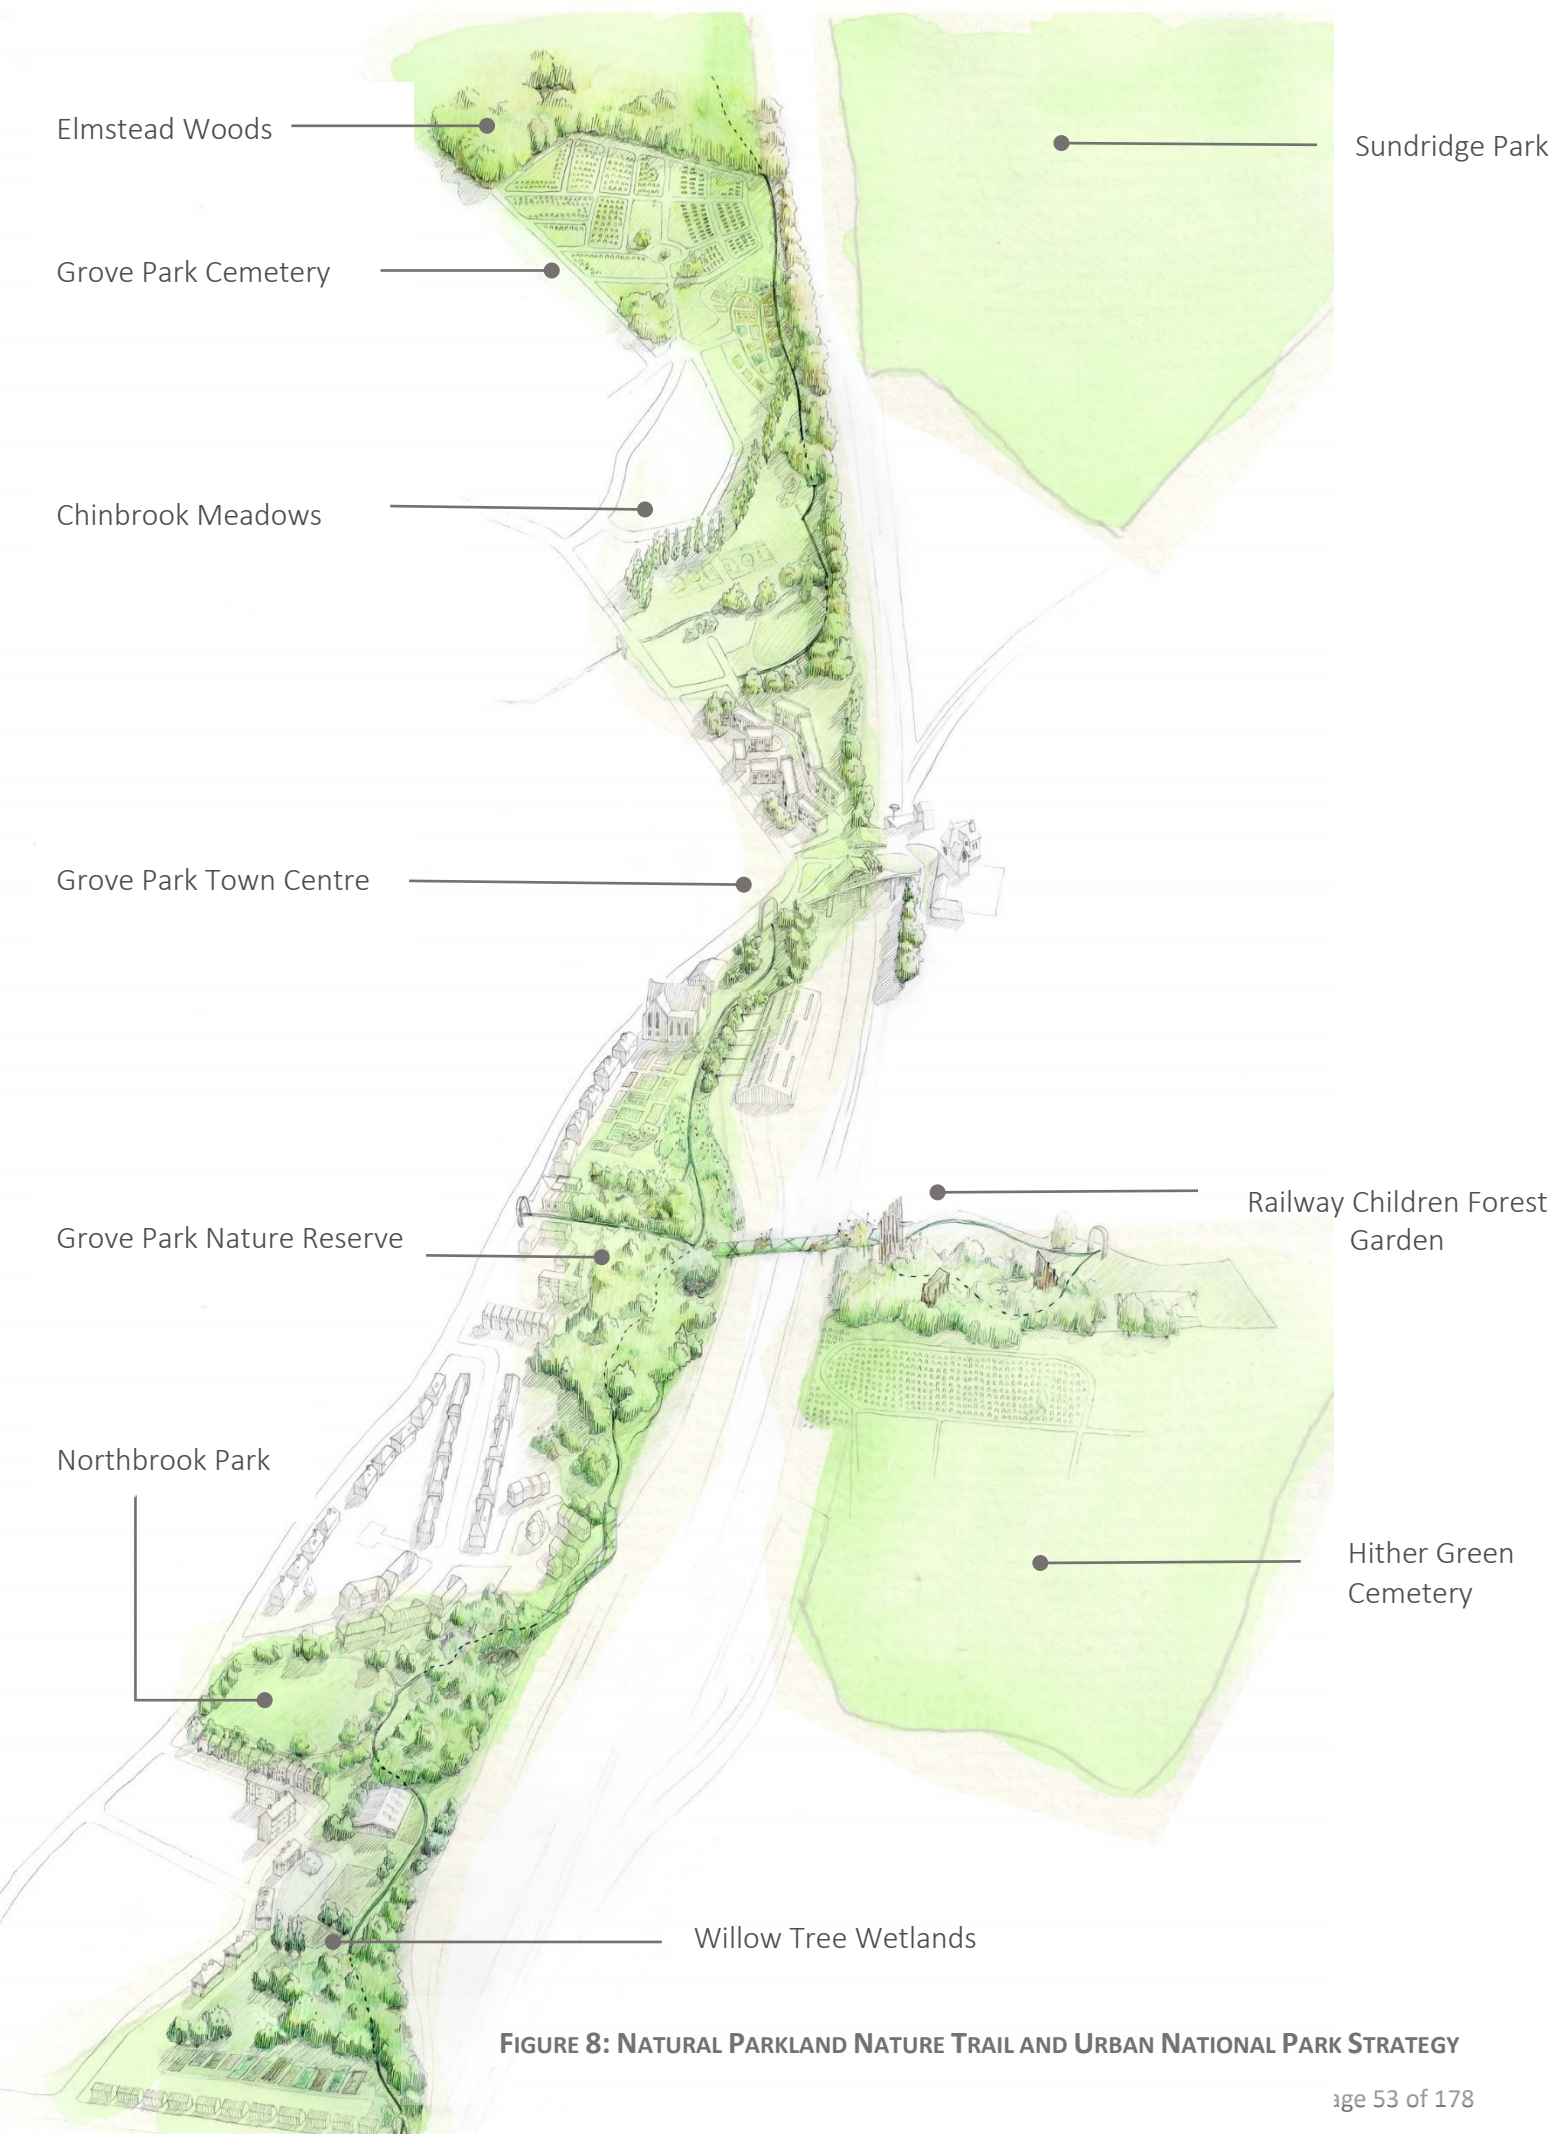 Elmstead Woods
Sundridge Park
Grove Park Cemetery
Chinbrook Meadows
Grove Park Town Centre
Railway Children Forest
Garden
Grove Park Nature Reserve
Northbrook Park
Hither Green
Cemetery
Willow Tree Wetlands
FIGURE 8: NATURAL PARKLAND NATURE TRAIL AND URBAN NATIONAL PARK STRATEGY
age 53 of 178